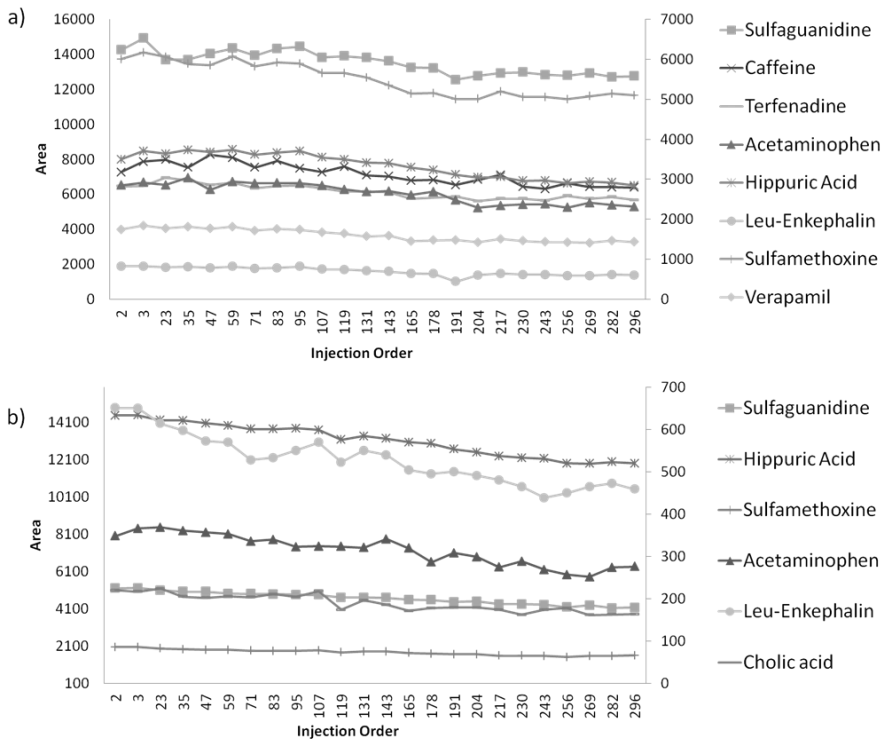 a)
16000
14000
12000
10000
8000
6000
4000
2000
0
Area
7000
6000
5000
4000
3000
2000
1000
0
2 3 23 35 47 59 71 83 95 107 119 131 143 165 178 191 204 217 230 243 256 269 282 296
Injection Order
Sulfaguanidine
Caffeine
Terfenadine
Acetaminophen
Hippuric Acid
Leu-Enkephalin
Sulfamethoxine
Verapamil
b)
14100
12100
10100
8100
6100
4100
2100
100
Area
700
600
500
400
300
200
100
0
2 3 23 35 47 59 71 83 95 107 119 131 143 165 178 191 204 217 230 243 256 269 282 296
Injection Order
Sulfaguanidine
Hippuric Acid
Sulfamethoxine
Acetaminophen
Leu-Enkephalin
Cholic acid